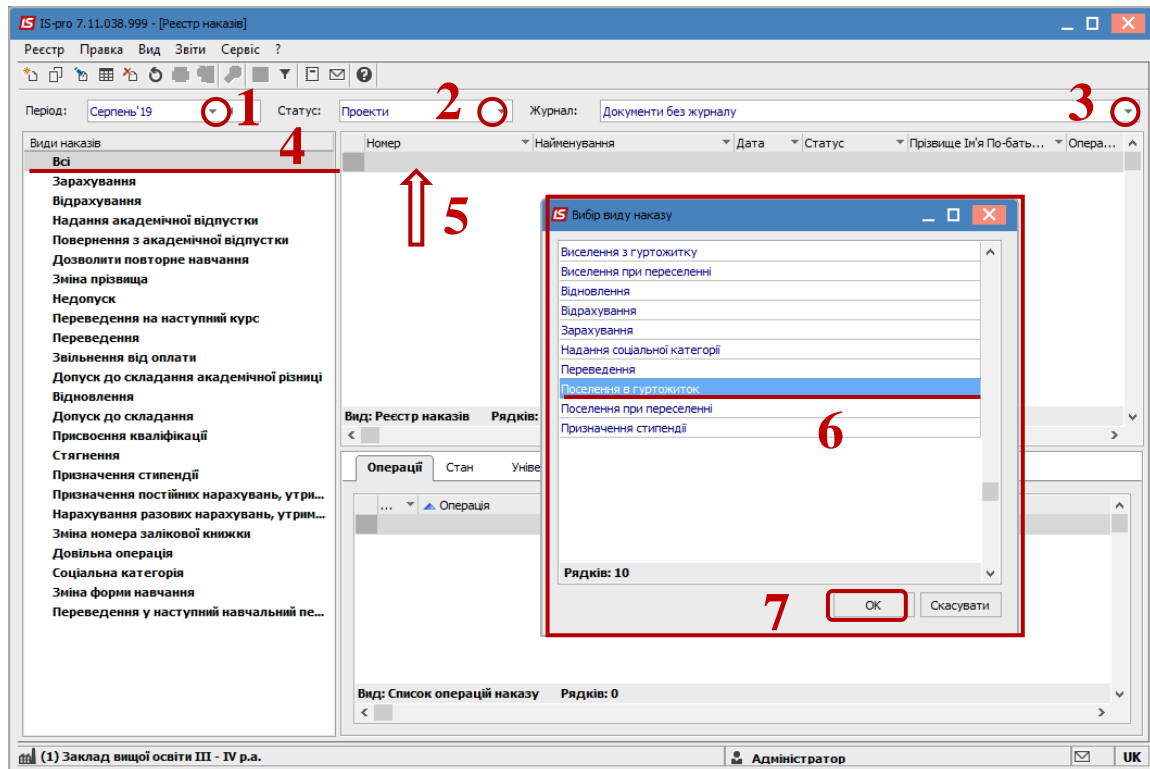 IS-pro 7.11.038.999 - [Реєстр наказів]
Реєстр Правка Вид Звіти Сервіс ?
Період: Серпень'19 1 Статус: Проекти 2 Журнал: Документи без журналу 3
Види наказів
4
Всі
Зарахування
Відрахування
Надання академічної відпустки
Повернення з академічної відпустки
Дозволити повторне навчання
Зміна прізвища
Недопуск
Переведення на наступний курс
Переведення
Звільнення від оплати
Допуск до складання академічної різниці
Відновлення
Допуск до складання
Присвоєння кваліфікації
Стягнення
Призначення стипендії
Призначення постійних нарахувань, утри...
Нарахування разових нарахувань, утрим...
Зміна номера залікової книжки
Довільна операція
Соціальна категорія
Зміна форми навчання
Переведення у наступний навчальний пе...
Номер Найменування Дата Статус Прізвище Ім'я По-бать... Опера...
5
Вид: Реєстр наказів Рядків:
Операції Стан Уніве
... Операція
Вид: Список операцій наказу Рядків: 0
Вибір виду наказу
Виселення з гуртожитку
Виселення при переселенні
Відновлення
Відрахування
Зарахування
Надання соціальної категорії
Переведення
Поселення в гуртожиток
Поселення при переселенні
Призначення стипендії
6
Рядків: 10
7 ОК Скасувати
(1) Заклад вищої освіти III - IV р.а. Адміністратор UK